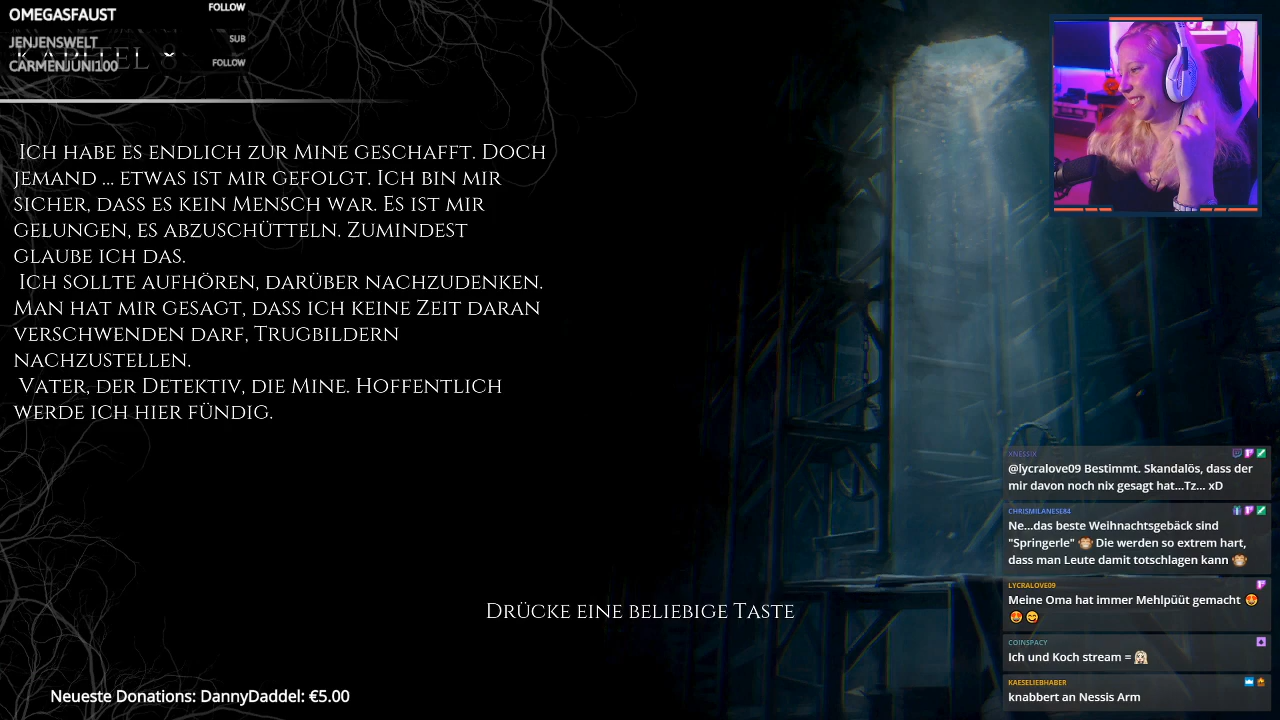 OMEGASFAUST FOLLOW
JENJENSWELT SUB
KAPITEL 8
CARMENJUNI100 FOLLOW
Ich habe es endlich zur Mine geschafft. Doch
jemand ... etwas ist mir gefolgt. Ich bin mir
sicher, dass es kein Mensch war. Es ist mir
gelungen, es abzuschütteln. Zumindest
glaube ich das.
Ich sollte aufhören, darüber nachzudenken.
Man hat mir gesagt, dass ich keine Zeit daran
verschwenden darf, Trugbildern
nachzustellen.
Vater, der Detektiv, die Mine. Hoffentlich
werde ich hier fündig.
Drücke eine beliebige Taste
Neueste Donations: DannyDaddel: €5.00
XNESSIX
@lycralove09 Bestimmt. Skandalös, dass der
mir davon noch nix gesagt hat...Tz... xD
CHRISMILANESE84
Ne...das beste Weihnachtsgebäck sind
"Springerle" 🐵 Die werden so extrem hart,
dass man Leute damit totschlagen kann 🐵
LYCRALOVE09
Meine Oma hat immer Mehlpüüt gemacht 😍
😍 😊
COINSPACY
Ich und Koch stream =
KAESELIEBHABER
knabbert an Nessis Arm